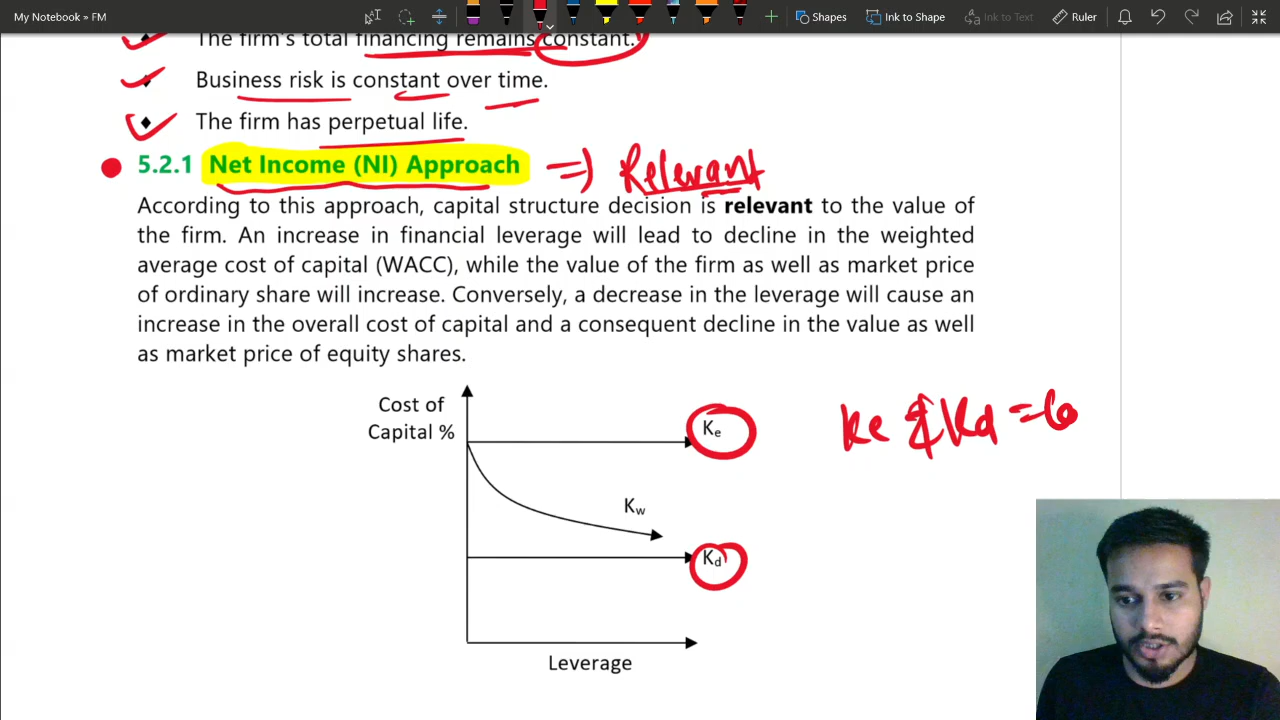 My Notebook » FM
Shapes
Ink to Shape
Ink to Text
Ruler
The firm's total financing remains constant.
Business risk is constant over time.
The firm has perpetual life.
5.2.1 Net Income (NI) Approach => Relevant
According to this approach, capital structure decision is relevant to the value of
the firm. An increase in financial leverage will lead to decline in the weighted
average cost of capital (WACC), while the value of the firm as well as market price
of ordinary share will increase. Conversely, a decrease in the leverage will cause an
increase in the overall cost of capital and a consequent decline in the value as well
as market price of equity shares.
Cost of
Capital %
Ke
Ke & Kd =
Kw
Kd
Leverage